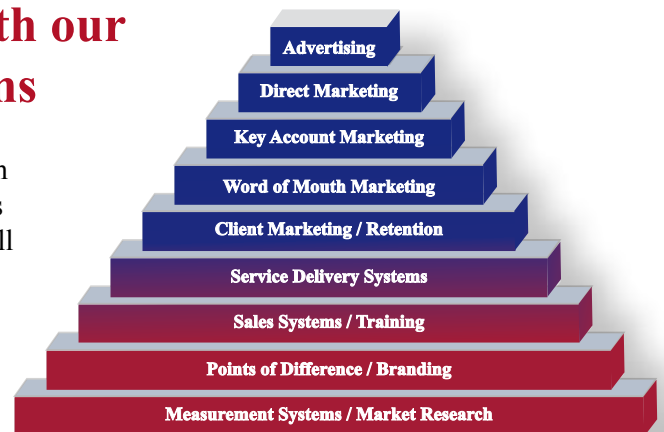 th our
ns
n
s
ll
Advertising
Direct Marketing
Key Account Marketing
Word of Mouth Marketing
Client Marketing / Retention
Service Delivery Systems
Sales Systems / Training
Points of Difference / Branding
Measurement Systems / Market Research